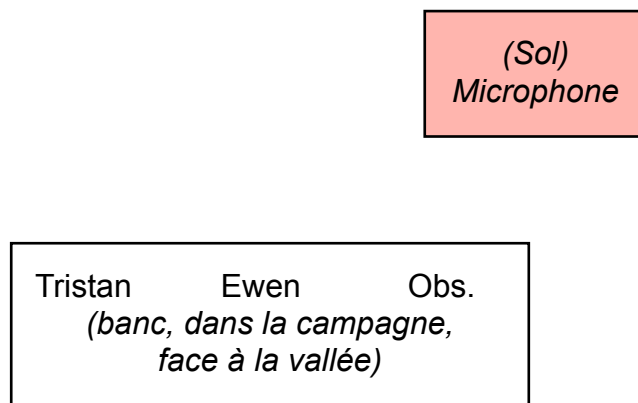 (Sol)
Microphone
Tristan Ewen Obs.
(banc, dans la campagne,
face à la vallée)